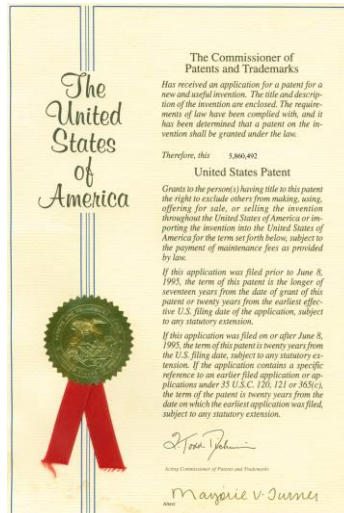 The
United
States
of
America
The Commissioner of
Patents and Trademarks
Has received an application for a patent for a
new and useful invention. The title and descrip-
tion of the invention are enclosed. The require-
ments of law have been complied with, and it
has been determined that a patent on the in-
vention shall be granted under the law.
Therefore, this 5,860,492
United States Patent
Grants to the person(s) having title to this patent
the right to exclude others from making, using,
offering for sale, or selling the invention
throughout the United States of America or im-
porting the invention into the United States of
America for the term set forth below, subject to
the payment of maintenance fees as provided
by law.
If this application was filed prior to June 8,
1995, the term of this patent is the longer of
seventeen years from the date of grant of this
patent or twenty years from the earliest effec-
tive U.S. filing date of the application, subject
to any statutory extension.
If this application was filed on or after June 8,
1995, the term of this patent is twenty years from
the U.S. filing date, subject to any statutory ex-
tension. If the application contains a specific
reference to an earlier filed application or ap-
plications under 35 U.S.C. 120, 121 or 365(c),
the term of the patent is twenty years from the
date on which the earliest application was filed,
subject to any statutory extension.
Acting Commissioner of Patents and Trademarks
Marjorie V. Turner
Attest